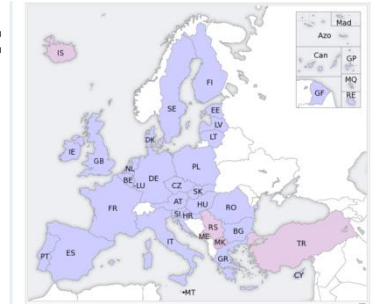 Mad
Azo
IS
Can
GP
FI
MQ
GF
RE
SE
EE
LV
DK
LT
IE
GB
NL
PL
BE
DE
LU
CZ
SK
FR
AT
HU
RO
SI
HR
RS
IT
BG
ME
MK
PT
ES
TR
GR
CY
MT